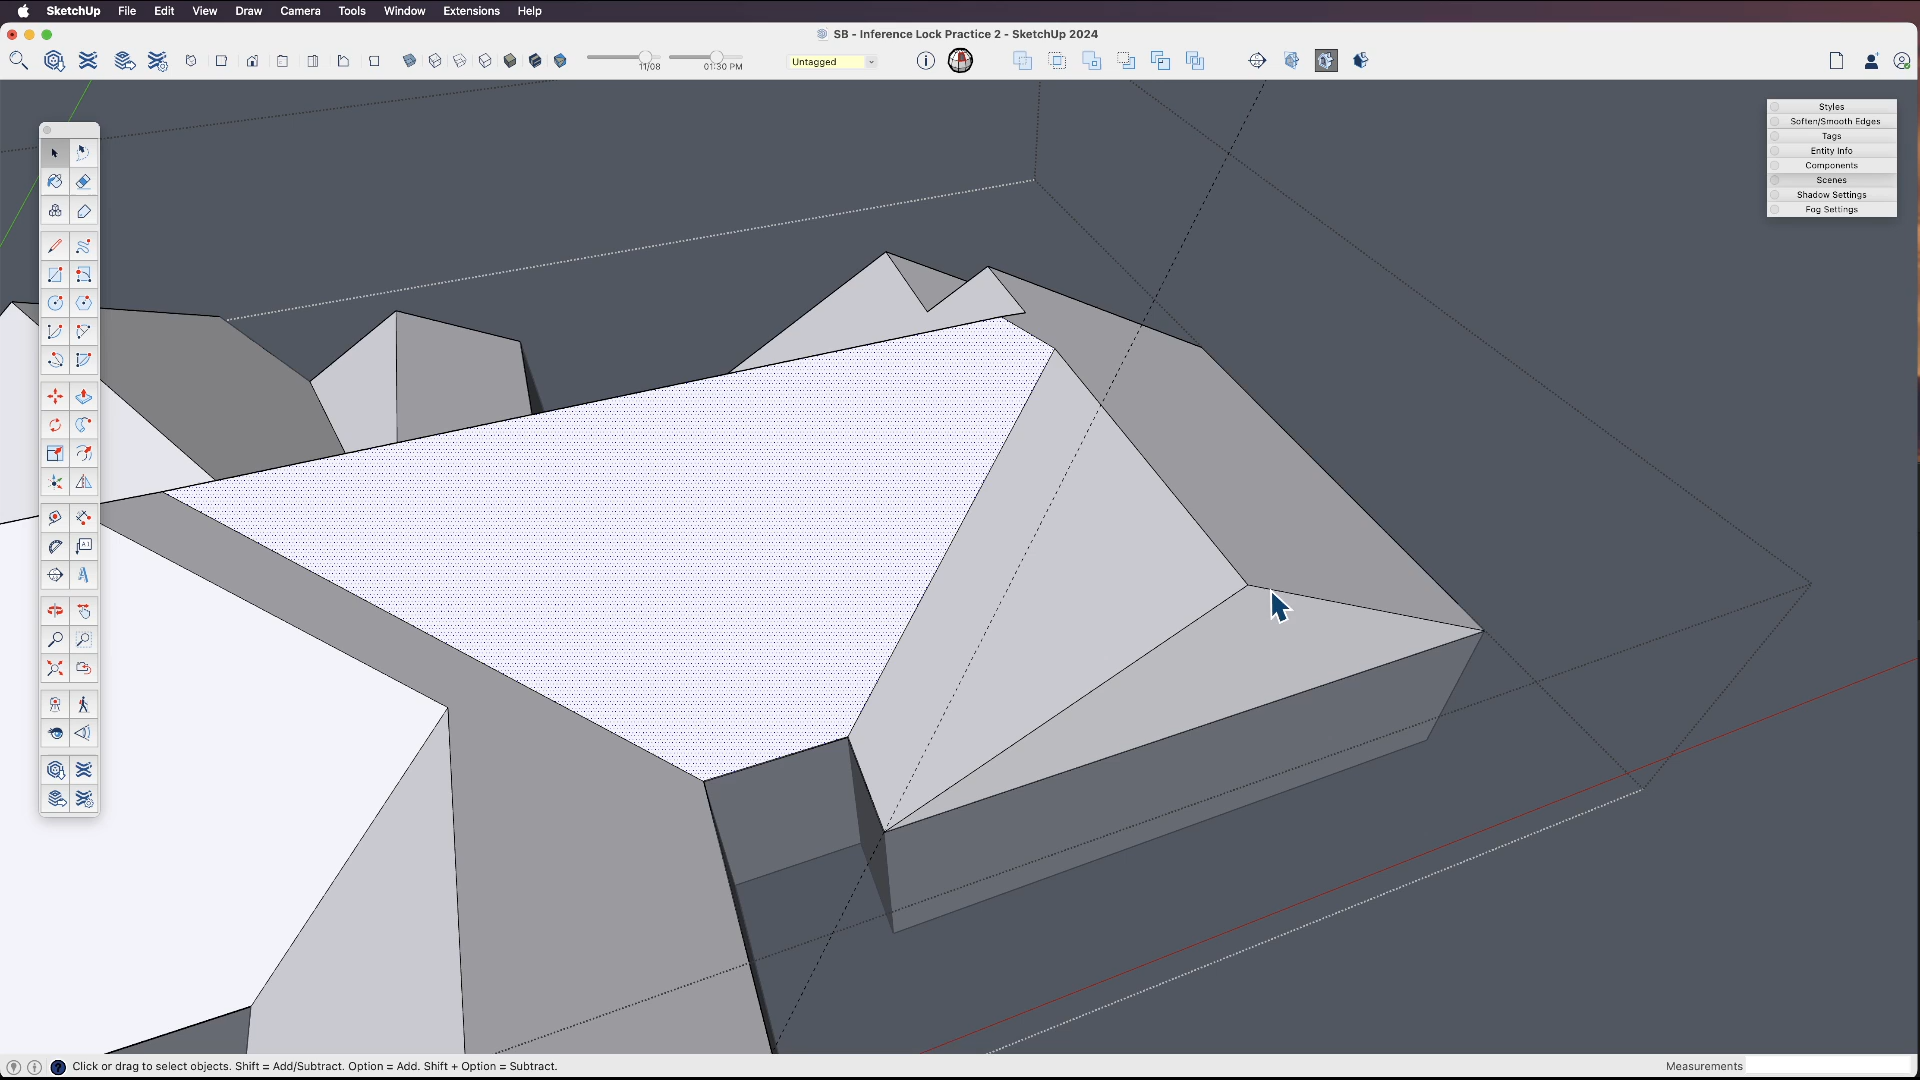 SketchUp File Edit View Draw Camera Tools Window Extensions Help
SB - Inference Lock Practice 2 - SketchUp 2024
11/08 01:30 PM Untagged
Styles
Soften/Smooth Edges
Tags
Entity Info
Components
Scenes
Shadow Settings
Fog Settings
Click or drag to select objects. Shift = Add/Subtract. Option = Add. Shift + Option = Subtract. Measurements